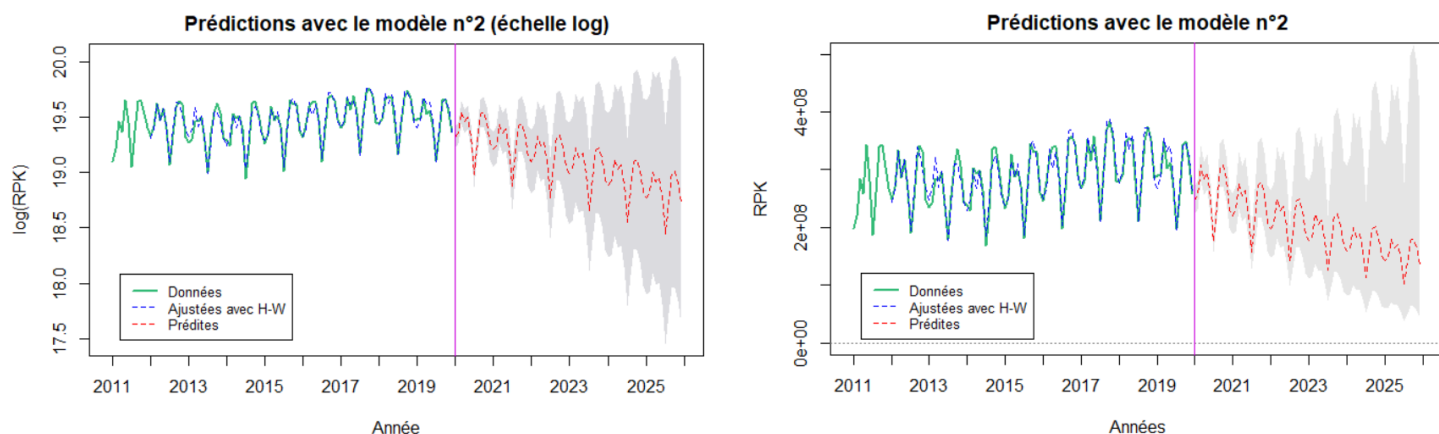 Prédictions avec le modèle n°2 (échelle log)
log(RPK)
20.0
19.5
19.0
18.5
18.0
17.5
Données
Ajustées avec H-W
Prédites
2011 2013 2015 2017 2019 2021 2023 2025
Année
Prédictions avec le modèle n°2
RPK
4e+08
2e+08
0e+00
Données
Ajustées avec H-W
Prédites
2011 2013 2015 2017 2019 2021 2023 2025
Années